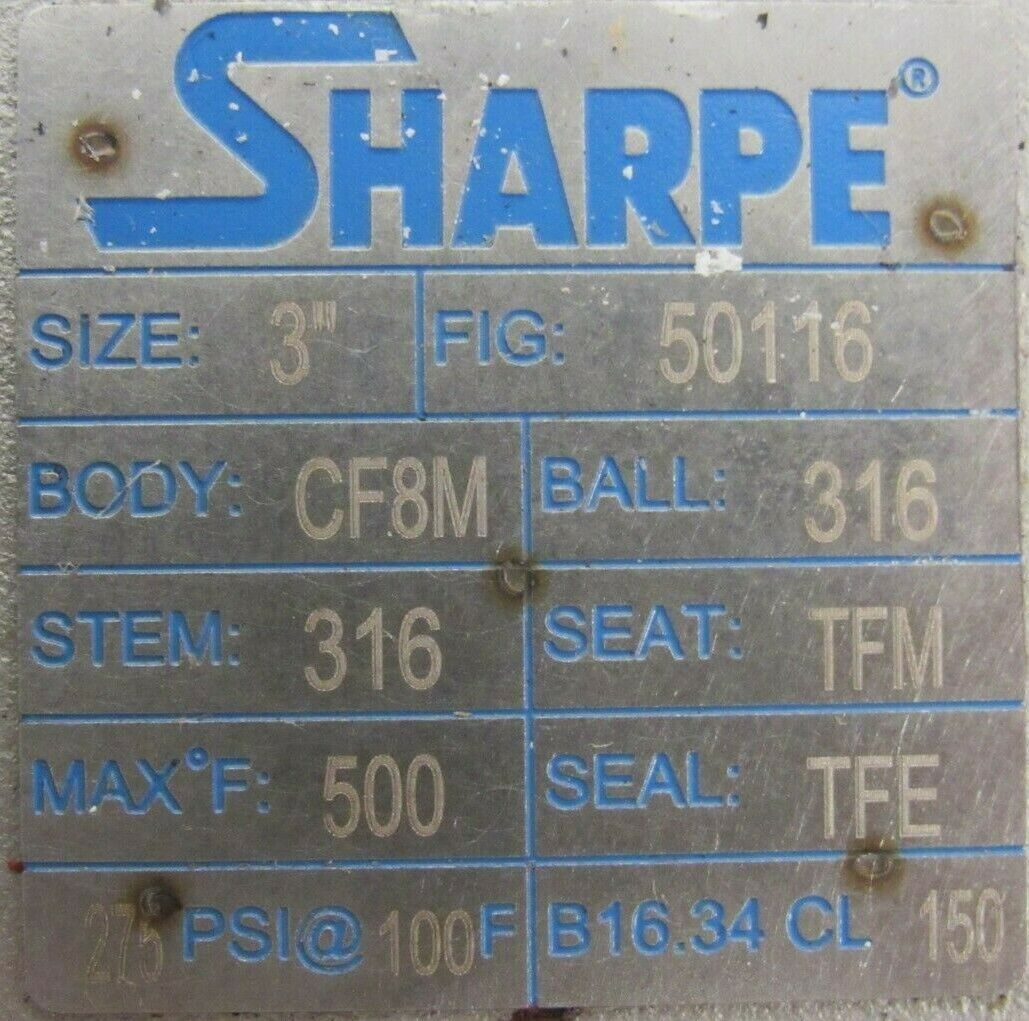 SHARPE®
SIZE: 3" FIG: 50116
BODY: CF8M BALL: 316
STEM: 316 SEAT: TFM
MAX°F: 500 SEAL: TFE
275 PSI@100F B16.34 CL 150